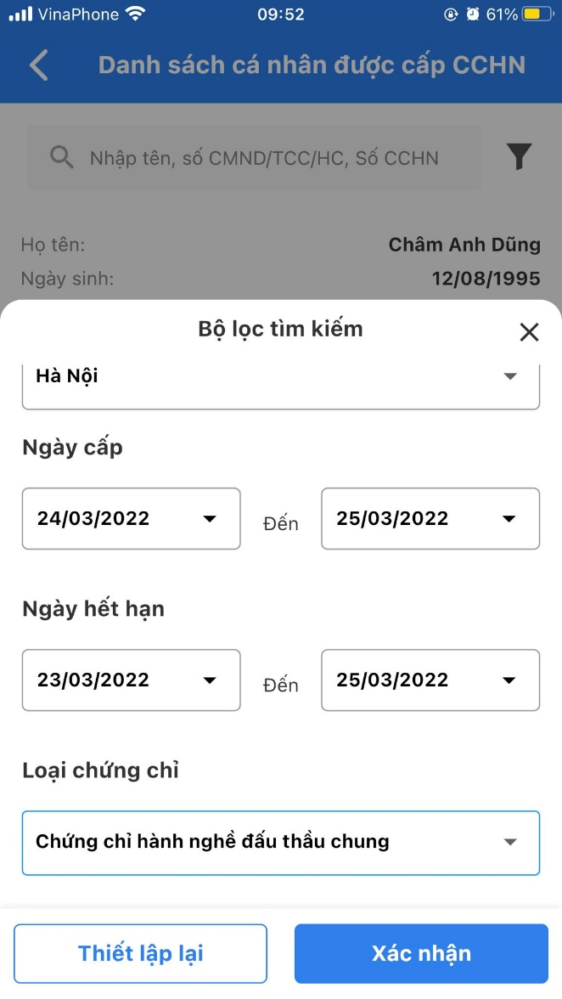 VinaPhone 09:52 61%
Danh sách cá nhân được cấp CCHN
Nhập tên, số CMND/TCC/HC, Số CCHN
Họ tên: Châm Anh Dũng
Ngày sinh: 12/08/1995
Bộ lọc tìm kiếm
Hà Nội
Ngày cấp
24/03/2022 Đến 25/03/2022
Ngày hết hạn
23/03/2022 Đến 25/03/2022
Loại chứng chỉ
Chứng chỉ hành nghề đấu thầu chung
Thiết lập lại Xác nhận